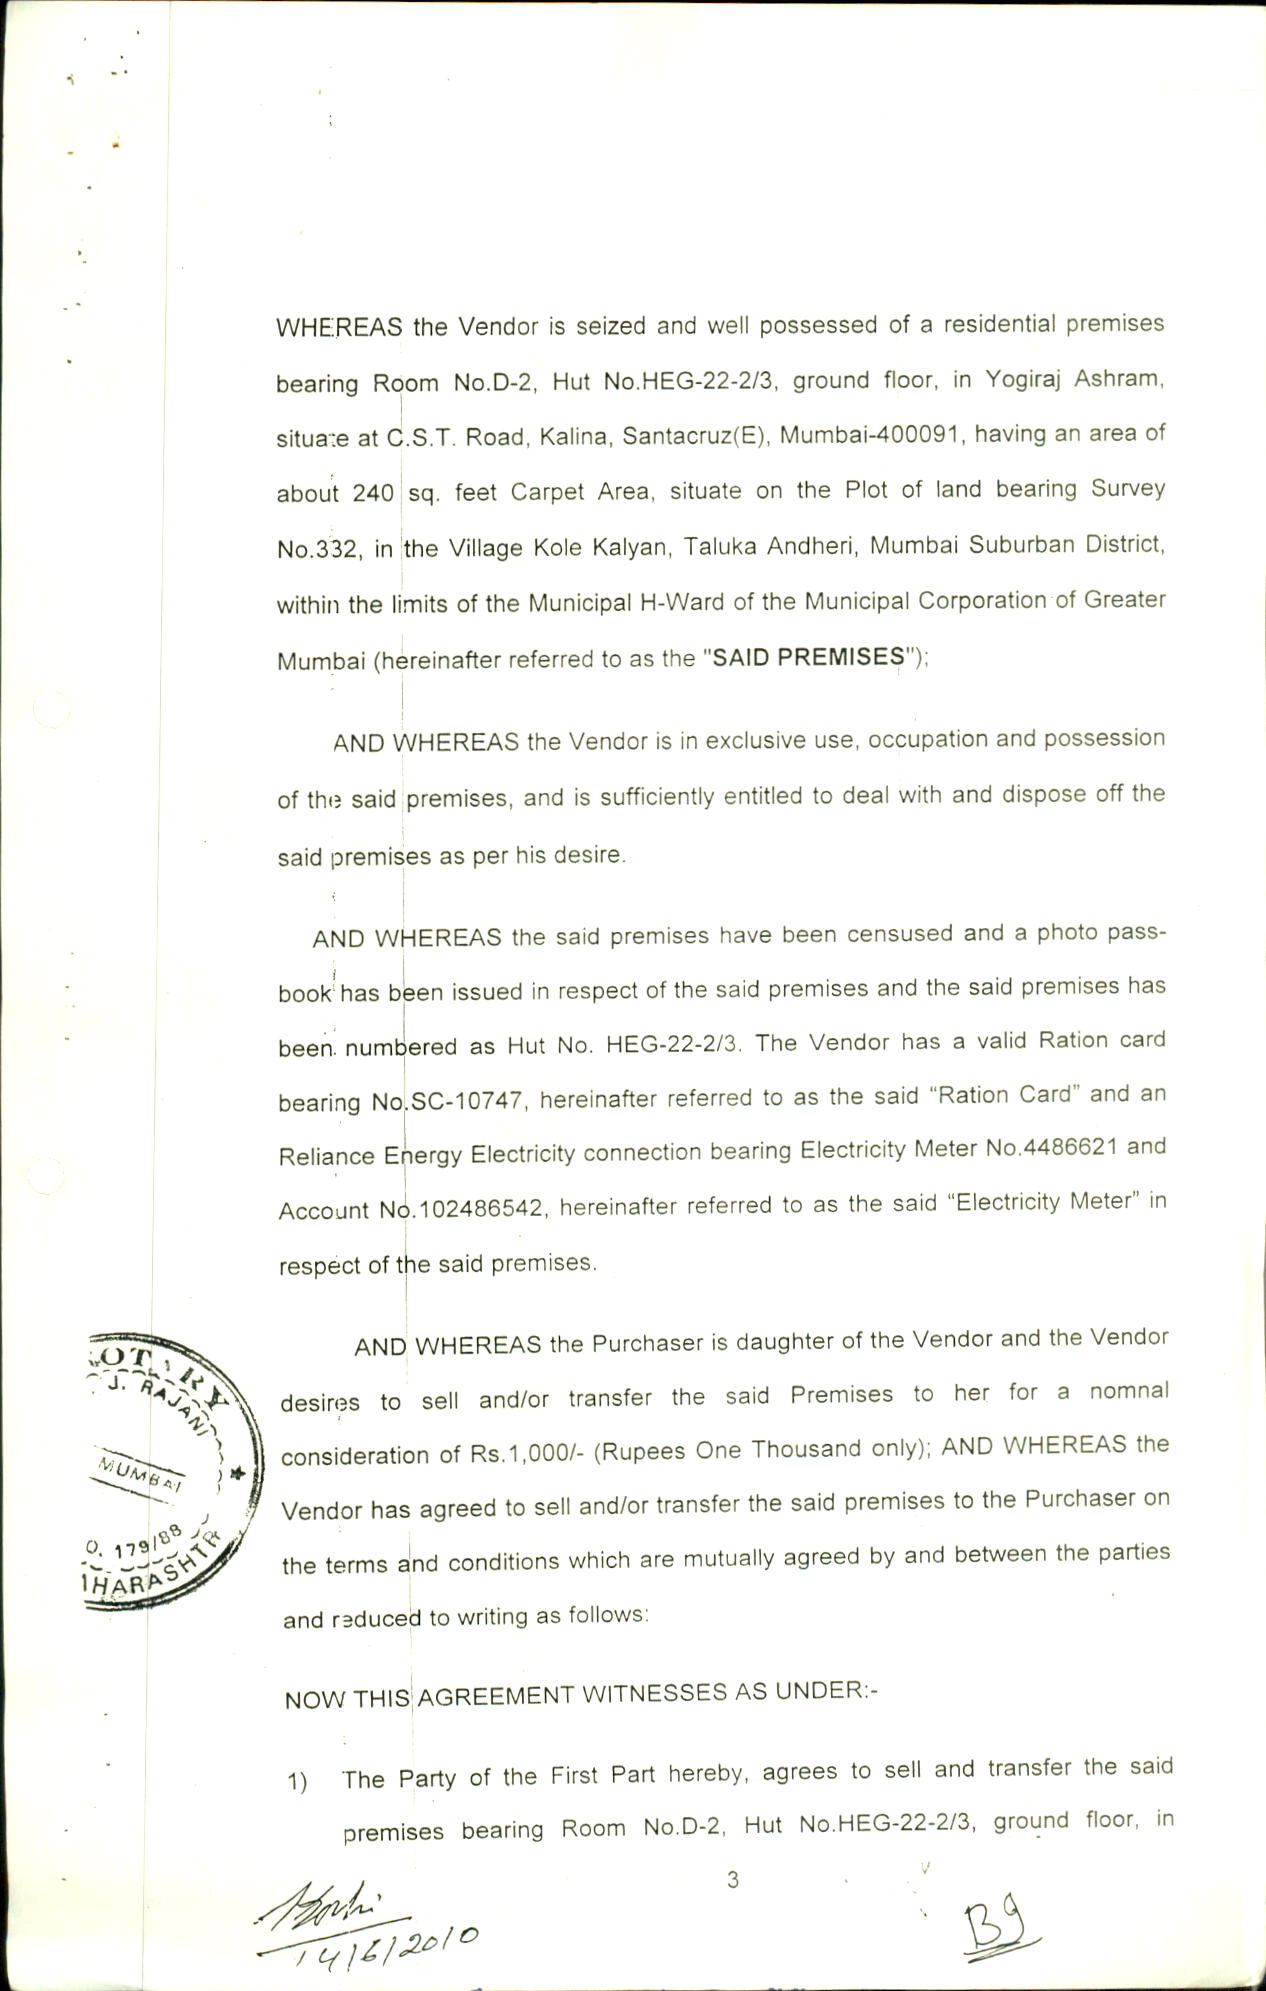 WHEREAS the Vendor is seized and well possessed of a residential premises
bearing Room No.D-2, Hut No.HEG-22-2/3, ground floor, in Yogiraj Ashram,
situate at C.S.T. Road, Kalina, Santacruz(E), Mumbai-400091, having an area of
about 240 sq. feet Carpet Area, situate on the Plot of land bearing Survey
No.332, in the Village Kole Kalyan, Taluka Andheri, Mumbai Suburban District,
within the limits of the Municipal H-Ward of the Municipal Corporation of Greater
Mumbai (hereinafter referred to as the "SAID PREMISES");
AND WHEREAS the Vendor is in exclusive use, occupation and possession
of the said premises, and is sufficiently entitled to deal with and dispose off the
said premises as per his desire.
AND WHEREAS the said premises have been censused and a photo pass-
book has been issued in respect of the said premises and the said premises has
been numbered as Hut No. HEG-22-2/3. The Vendor has a valid Ration card
bearing No.SC-10747, hereinafter referred to as the said “Ration Card” and an
Reliance Energy Electricity connection bearing Electricity Meter No.4486621 and
Account No.102486542, hereinafter referred to as the said “Electricity Meter” in
respect of the said premises.
AND WHEREAS the Purchaser is daughter of the Vendor and the Vendor
desires to sell and/or transfer the said Premises to her for a nomnal
consideration of Rs.1,000/- (Rupees One Thousand only); AND WHEREAS the
Vendor has agreed to sell and/or transfer the said premises to the Purchaser on
the terms and conditions which are mutually agreed by and between the parties
and reduced to writing as follows:
OTARY
J. RAJANI
MUMBAI
O. 179/88
HARASHTR
NOW THIS AGREEMENT WITNESSES AS UNDER:-
1) The Party of the First Part hereby, agrees to sell and transfer the said
premises bearing Room No.D-2, Hut No.HEG-22-2/3, ground floor, in
3
14/6/2010